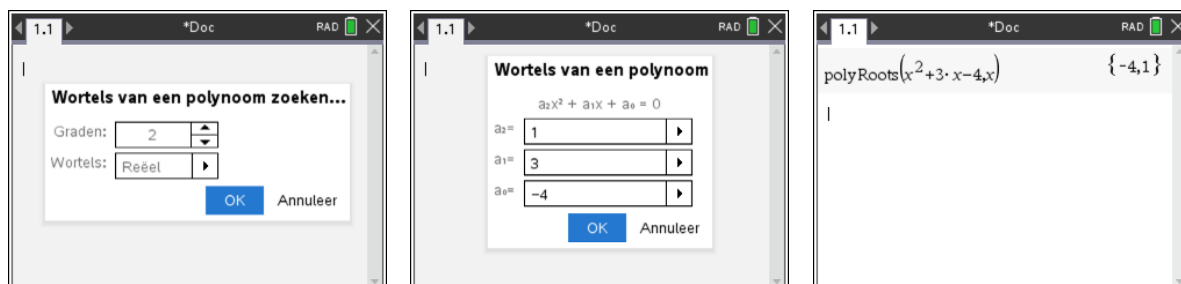 1.1 *Doc RAD
Wortels van een polynoom zoeken...
Graden: 2
Wortels: Reëel
OK Annuleer
1.1 *Doc RAD
Wortels van een polynoom
a₂x² + a₁x + a₀ = 0
a₂= 1
a₁= 3
a₀= −4
OK Annuleer
1.1 *Doc RAD
polyRoots(x²+3·x−4,x) {-4,1}